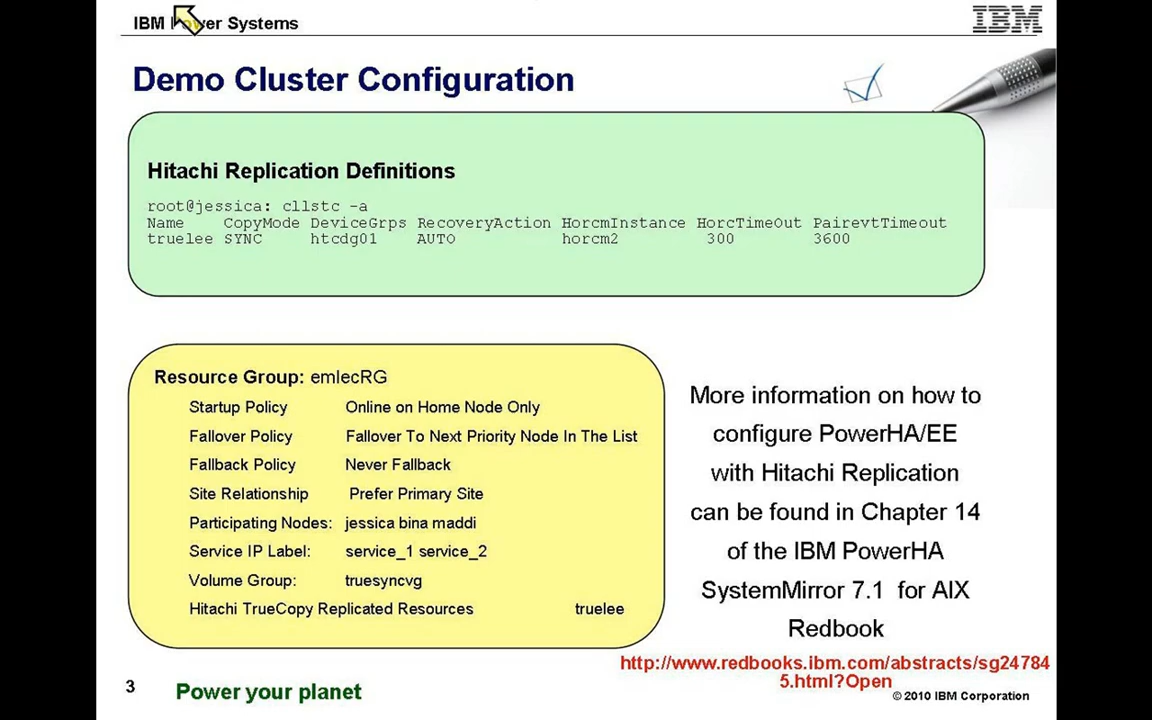 IBM Power Systems
IBM
Demo Cluster Configuration
Hitachi Replication Definitions
root@jessica: cllstc -a
Name CopyMode DeviceGrps RecoveryAction HorcmInstance HorcTimeOut PairevtTimeout
truelee SYNC htcdg01 AUTO horcm2 300 3600
Resource Group: emlecRG
Startup Policy Online on Home Node Only
Fallover Policy Fallover To Next Priority Node In The List
Fallback Policy Never Fallback
Site Relationship Prefer Primary Site
Participating Nodes: jessica bina maddi
Service IP Label: service_1 service_2
Volume Group: truesyncvg
Hitachi TrueCopy Replicated Resources truelee
More information on how to
configure PowerHA/EE
with Hitachi Replication
can be found in Chapter 14
of the IBM PowerHA
SystemMirror 7.1 for AIX
Redbook
http://www.redbooks.ibm.com/abstracts/sg24784
5.html?Open
3
Power your planet
© 2010 IBM Corporation